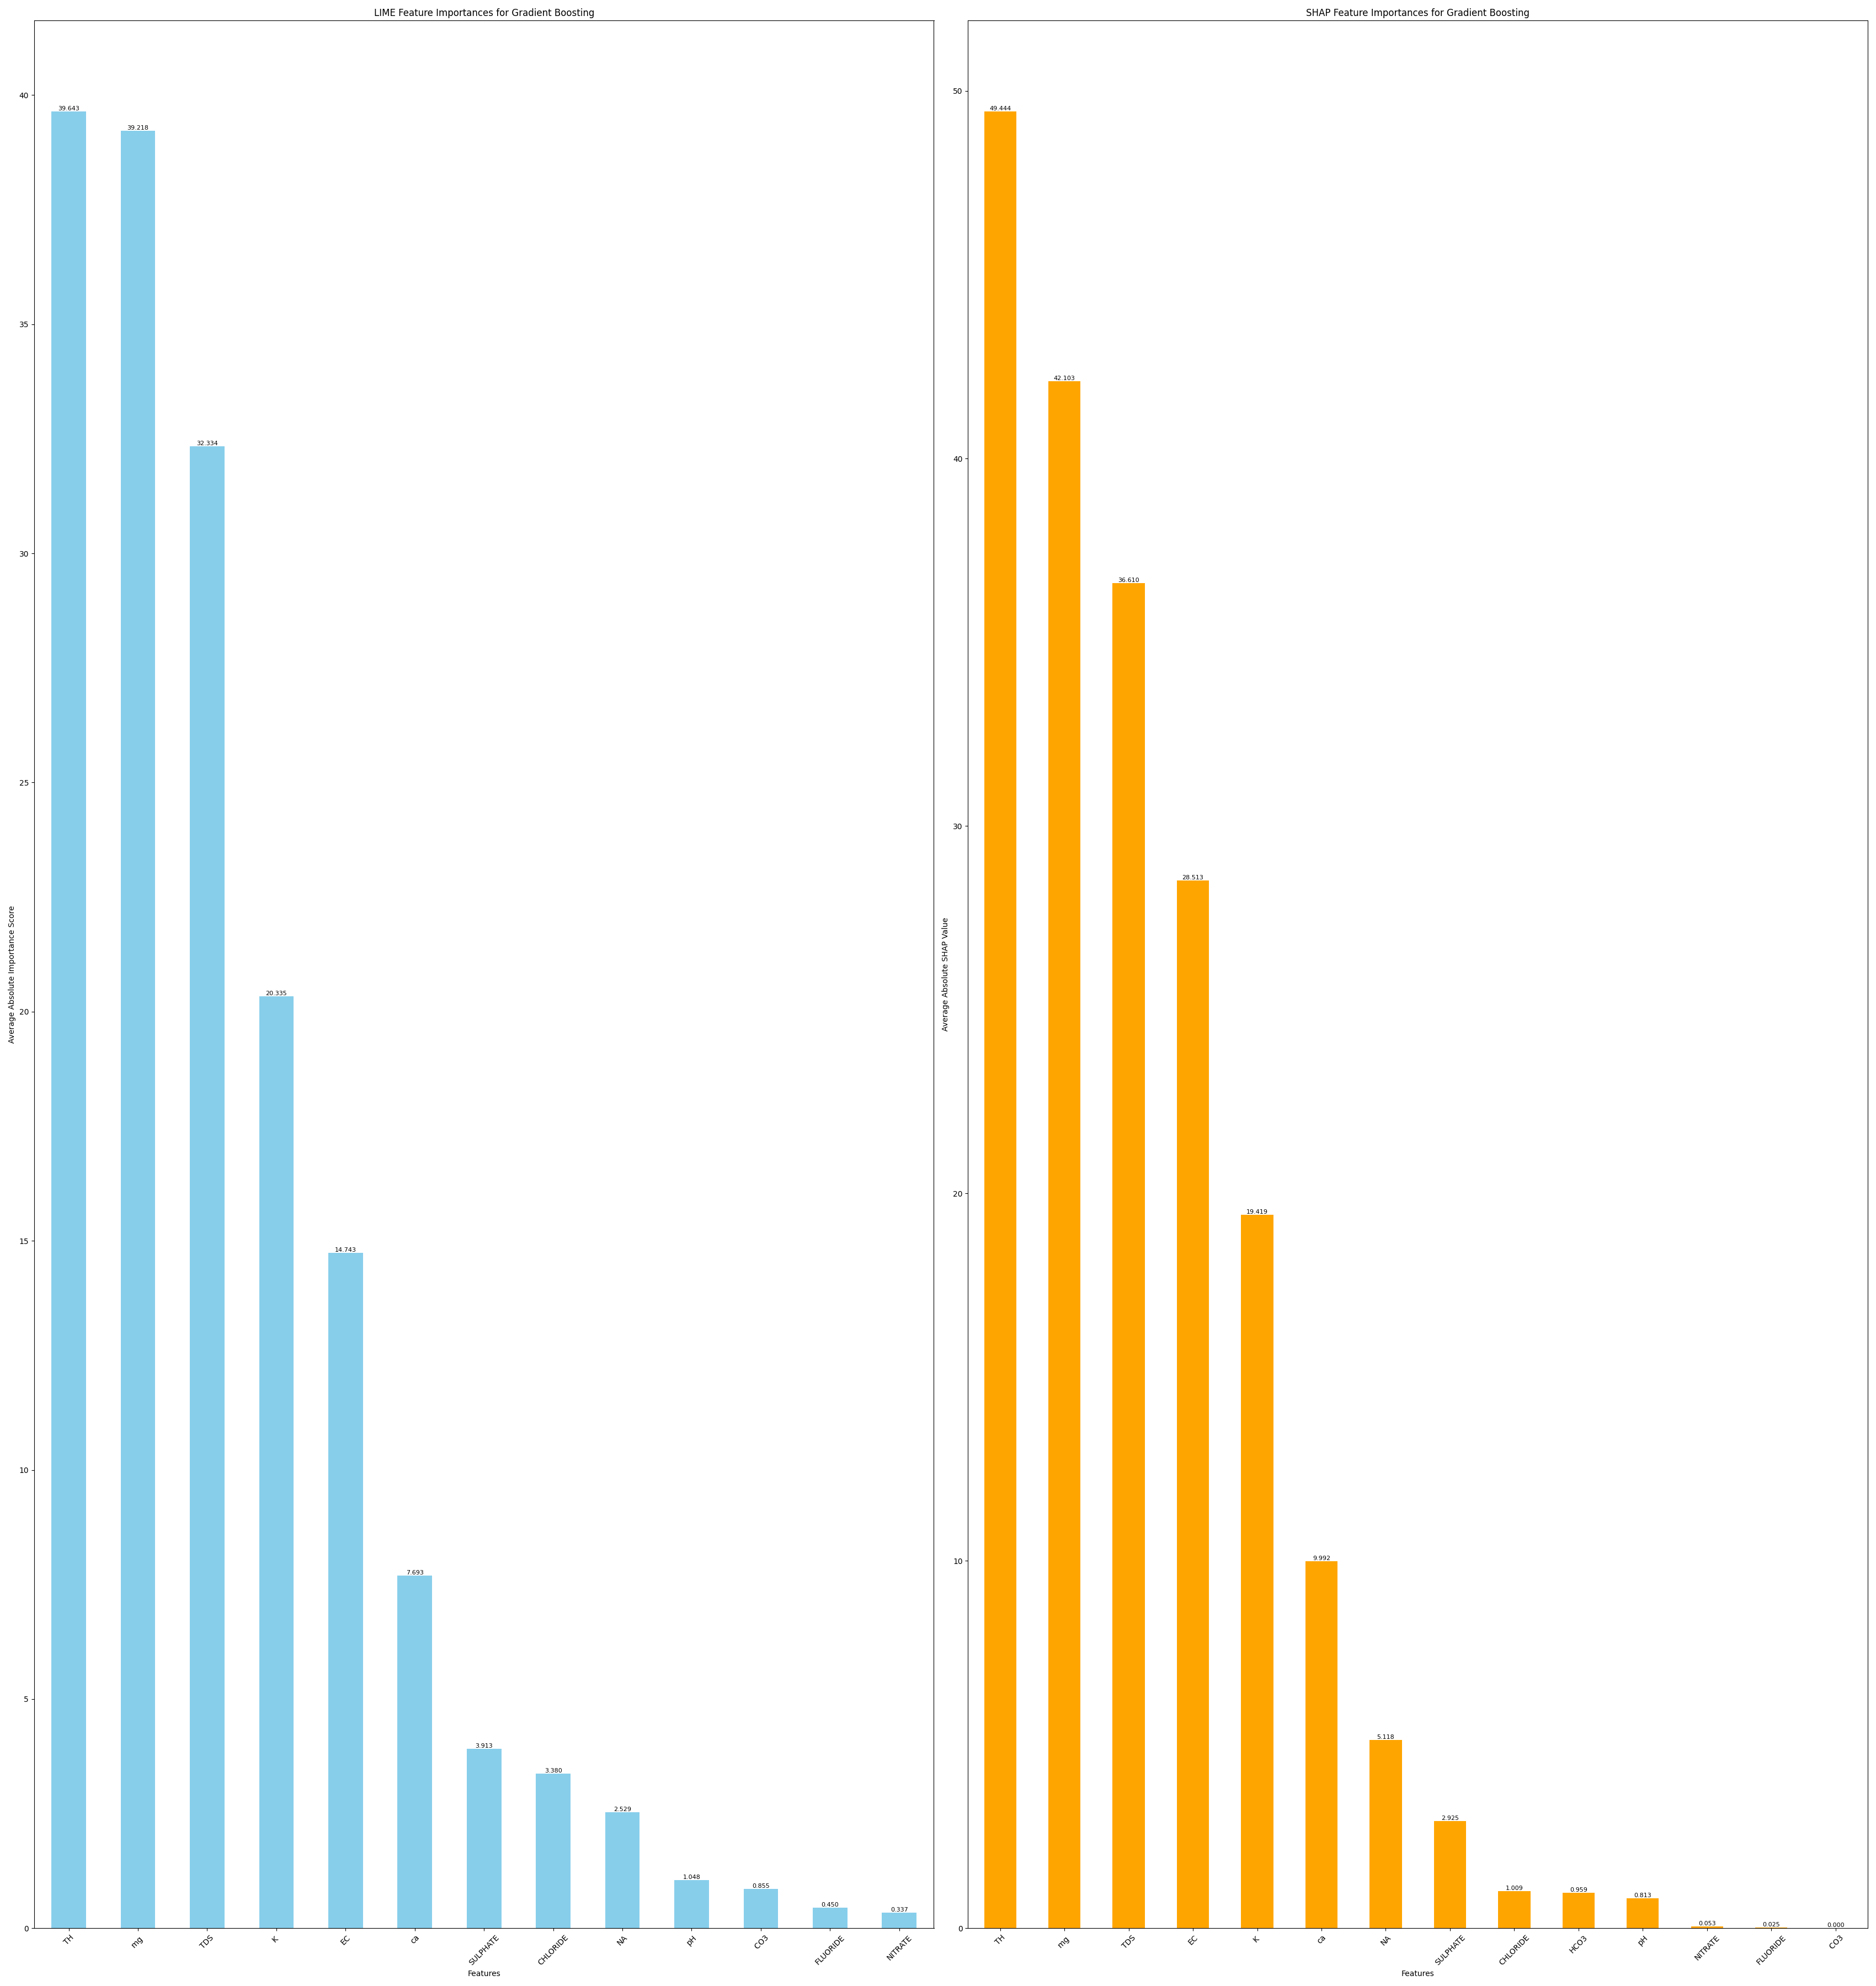 LIME Feature Importances for Gradient Boosting
Average Absolute Importance Score
40
35
30
25
20
15
10
5
0
39.643
39.218
32.334
20.335
14.743
7.693
3.913
3.380
2.529
1.048
0.855
0.450
0.337
TH
mg
TDS
K
EC
ca
SULPHATE
CHLORIDE
NA
pH
CO3
FLUORIDE
NITRATE
Features
SHAP Feature Importances for Gradient Boosting
Average Absolute SHAP Value
50
40
30
20
10
0
49.444
42.103
36.610
28.513
19.419
9.992
5.118
2.925
1.009
0.959
0.813
0.053
0.025
0.000
TH
mg
TDS
EC
K
ca
NA
SULPHATE
CHLORIDE
HCO3
pH
NITRATE
FLUORIDE
CO3
Features